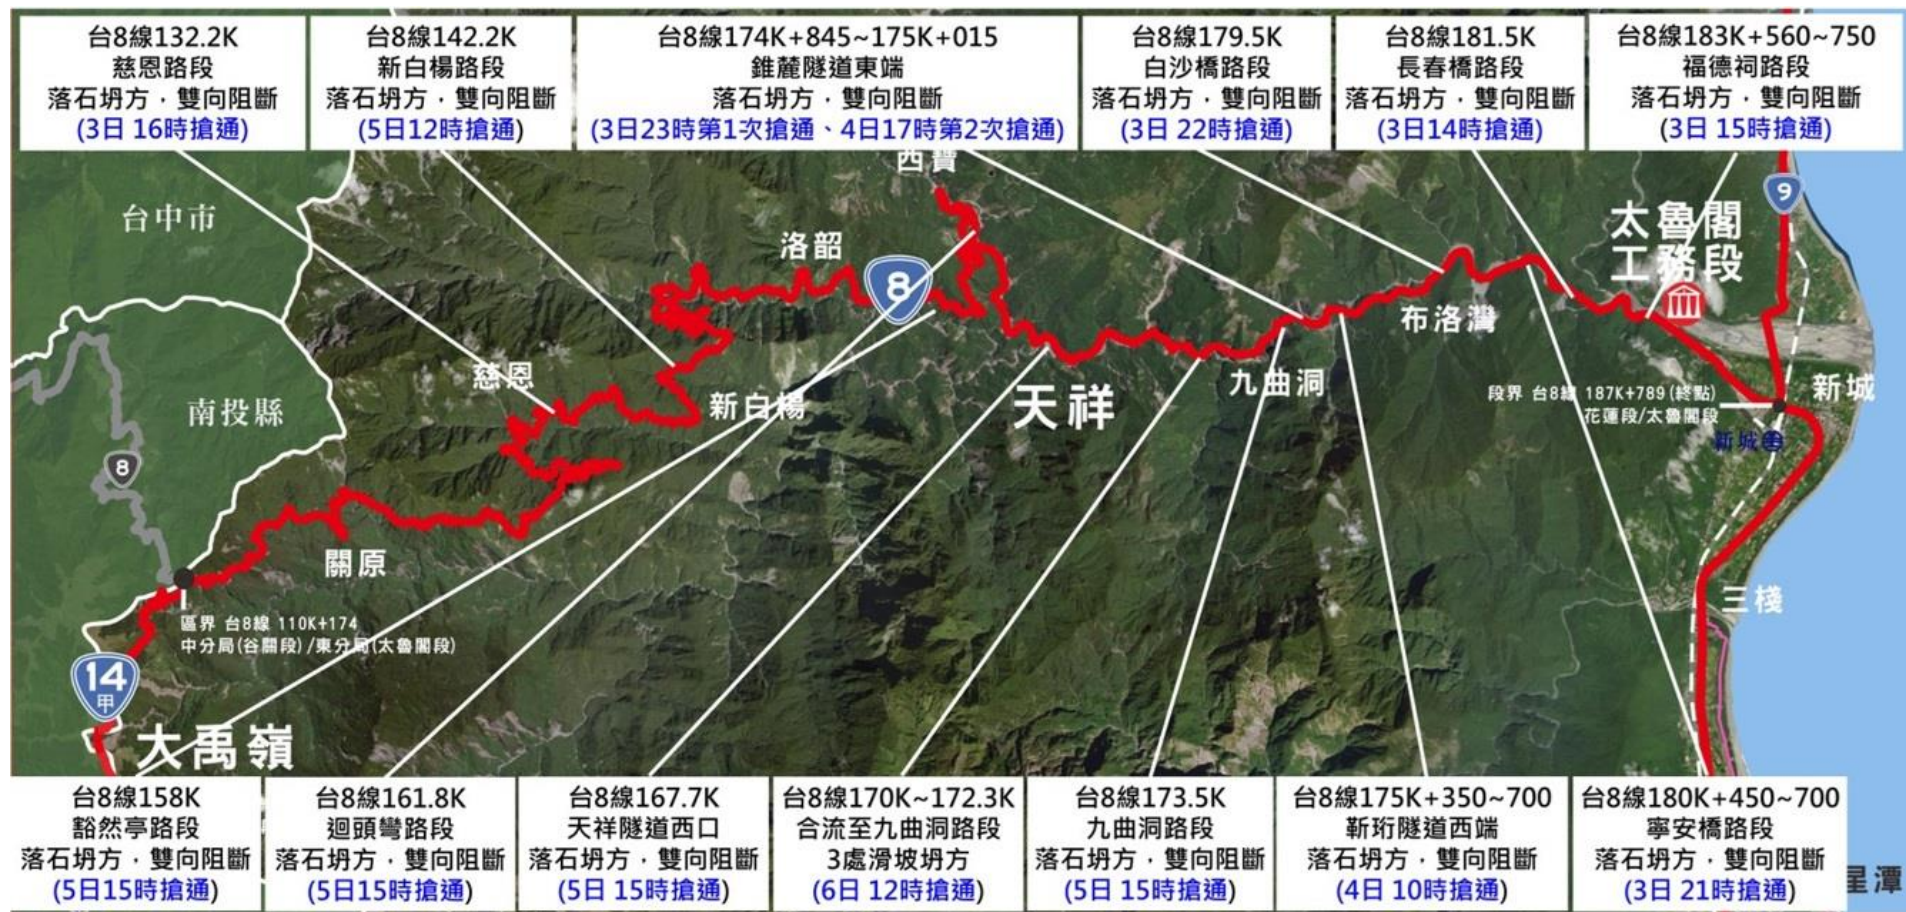 台8線132.2K
慈恩路段
落石坍方．雙向阻斷
(3日 16時搶通)
台8線142.2K
新白楊路段
落石坍方．雙向阻斷
(5日12時搶通)
台8線174K+845~175K+015
錐麓隧道東端
落石坍方．雙向阻斷
(3日23時第1次搶通、4日17時第2次搶通)
台8線179.5K
白沙橋路段
落石坍方．雙向阻斷
(3日 22時搶通)
台8線181.5K
長春橋路段
落石坍方．雙向阻斷
(3日14時搶通)
台8線183K+560~750
福德祠路段
落石坍方．雙向阻斷
(3日 15時搶通)
西寶
9
台中市
太魯閣
工務段
洛韶
8
布洛灣
慈恩
九曲洞
新白楊
天祥
南投縣
段界 台8線 187K+789(終點)
花蓮段/太魯閣段
新城
新城
8
關原
三棧
區界 台8線 110K+174
中分局(谷關段)/東分局(太魯閣段)
14
甲
大禹嶺
台8線158K
豁然亭路段
落石坍方．雙向阻斷
(5日15時搶通)
台8線161.8K
迴頭彎路段
落石坍方．雙向阻斷
(5日15時搶通)
台8線167.7K
天祥隧道西口
落石坍方．雙向阻斷
(5日 15時搶通)
台8線170K~172.3K
合流至九曲洞路段
3處滑坡坍方
(6日 12時搶通)
台8線173.5K
九曲洞路段
落石坍方．雙向阻斷
(5日 15時搶通)
台8線175K+350~700
靳珩隧道西端
落石坍方．雙向阻斷
(4日 10時搶通)
台8線180K+450~700
寧安橋路段
落石坍方．雙向阻斷
(3日 21時搶通)
星潭